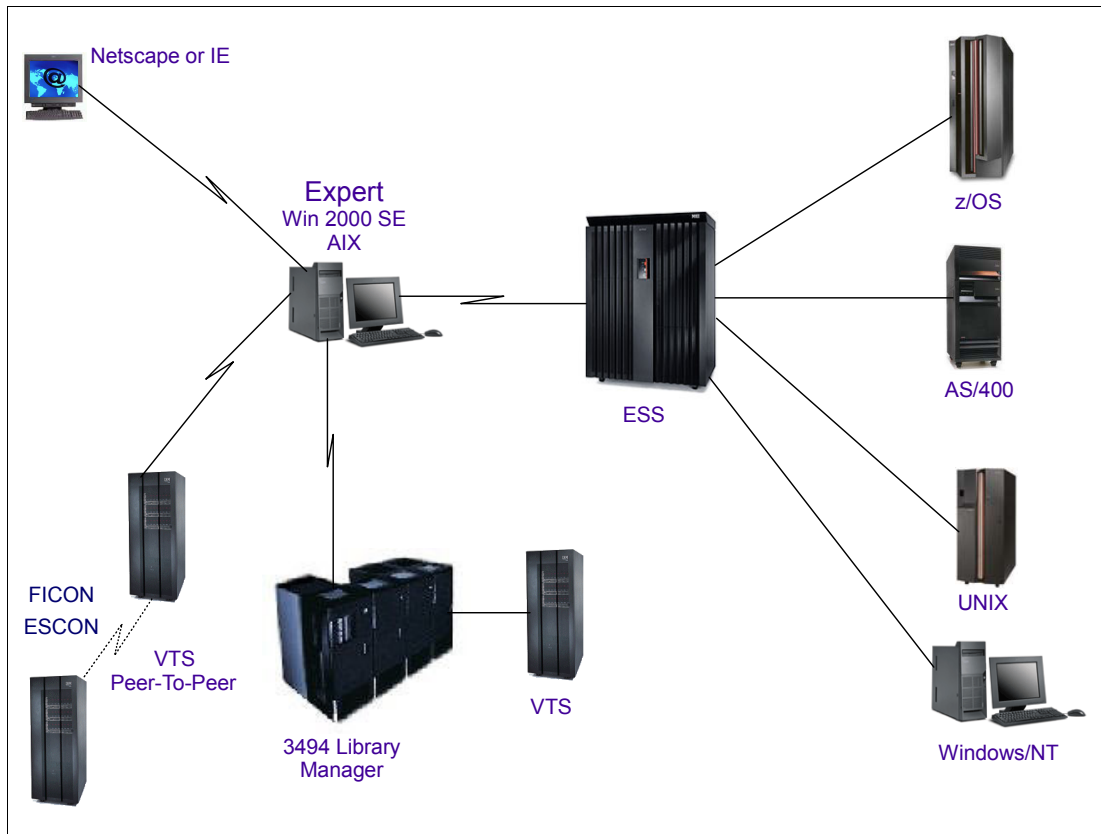 Netscape or IE
Expert
Win 2000 SE
AIX
z/OS
AS/400
ESS
UNIX
FICON
ESCON
VTS
Peer-To-Peer
3494 Library
Manager
VTS
Windows/NT